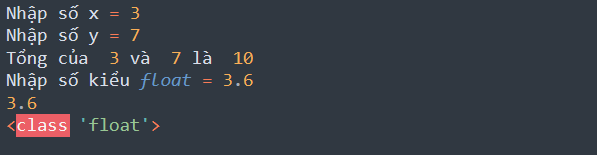 Nhập số x = 3
Nhập số y = 7
Tổng của  3 và  7 là  10
Nhập số kiểu float = 3.6
3.6
<class 'float'>